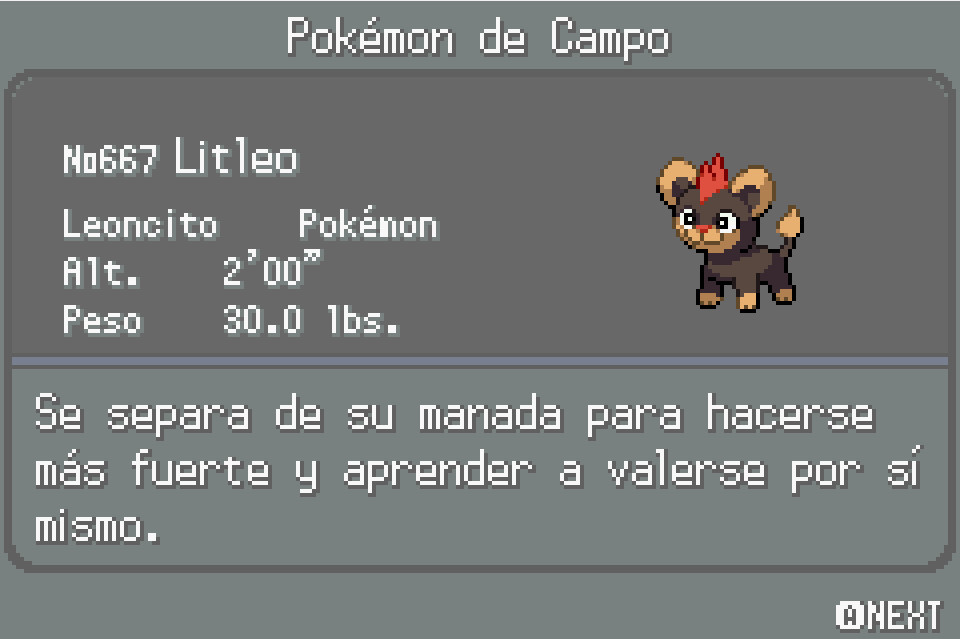 Pokémon de Campo
No667 Litleo
Leoncito Pokémon
Alt. 2'00"
Peso 30.0 lbs.
Se separa de su manada para hacerse
más fuerte y aprender a valerse por sí
mismo.
A NEXT